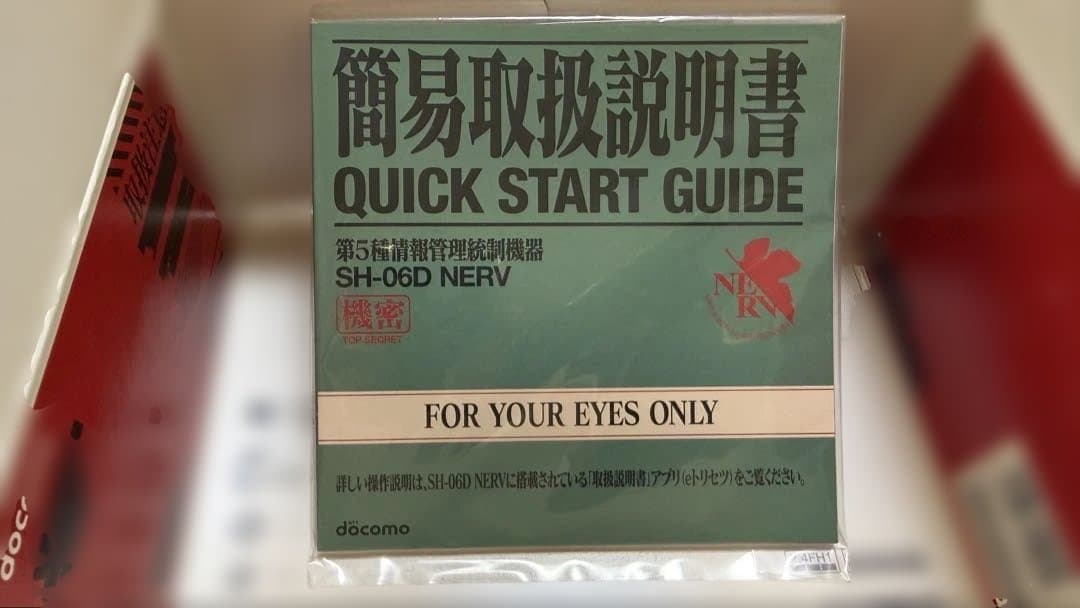 簡易取扱説明書
QUICK START GUIDE
第5種情報管理統制機器
SH-06D NERV
機密
TOP SECRET
NERV
FOR YOUR EYES ONLY
詳しい操作説明は、SH-06D NERVに搭載されている「取扱説明書」アプリ（eトリセツ）をご覧ください。
döcomo
4FH1